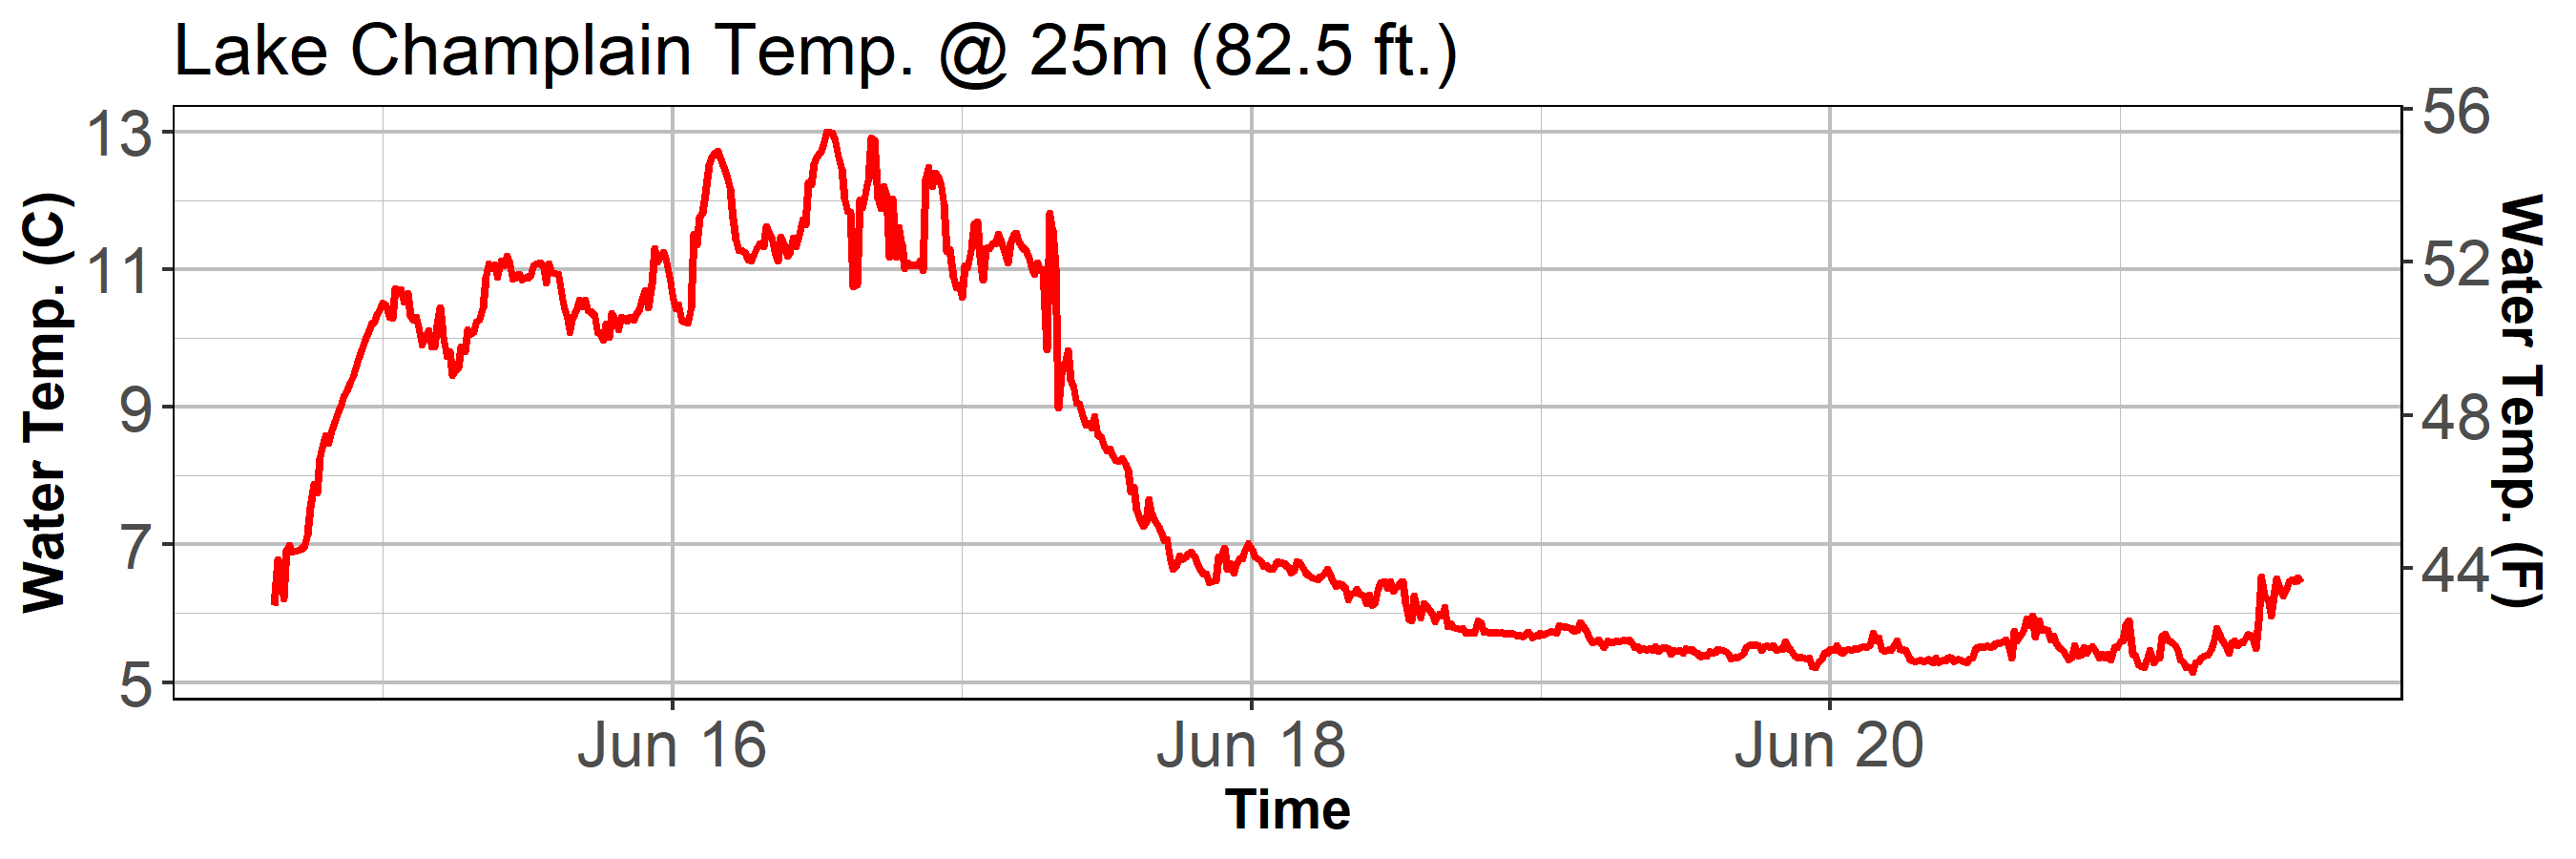 Lake Champlain Temp. @ 25m (82.5 ft.)
Water Temp. (C)
13
11
9
7
5
56
52
48
44
Water Temp. (F)
Jun 16
Jun 18
Jun 20
Time